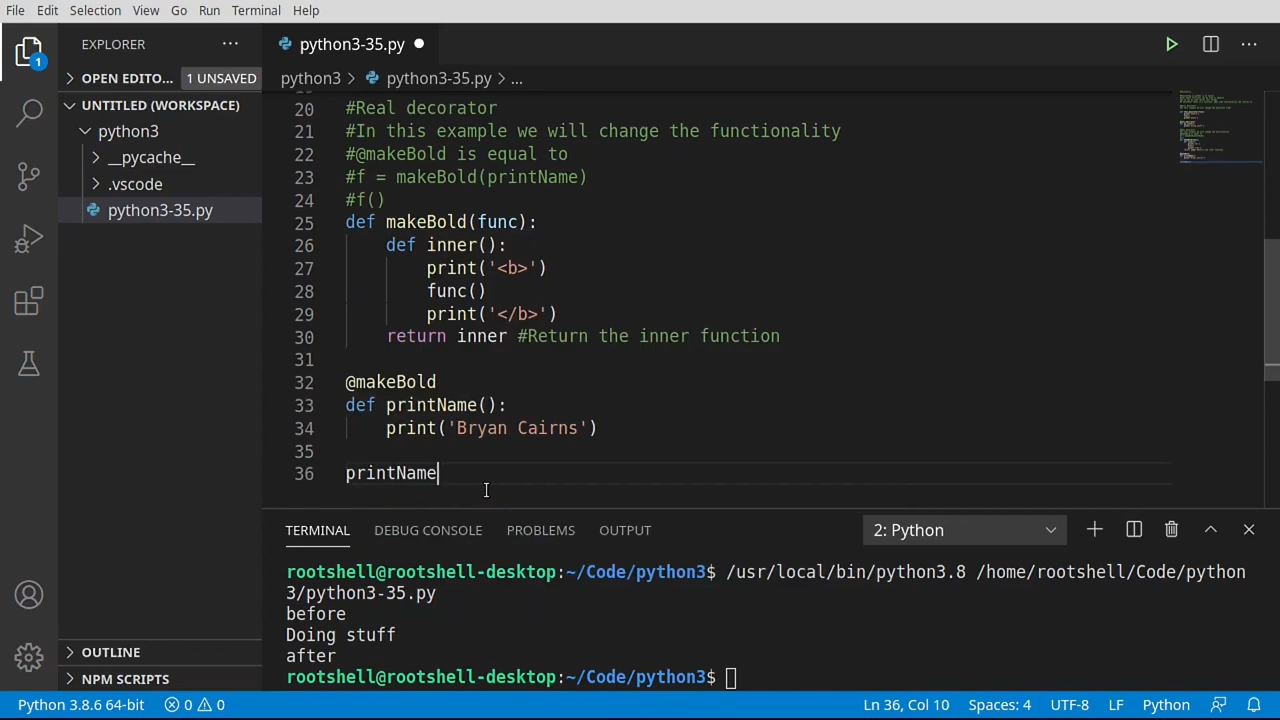 File Edit Selection View Go Run Terminal Help
EXPLORER
python3-35.py
1
OPEN EDITO... 1 UNSAVED
python3 > python3-35.py > ...
UNTITLED (WORKSPACE)
python3
__pycache__
.vscode
python3-35.py
20 #Real decorator
21 #In this example we will change the functionality
22 #@makeBold is equal to
23 #f = makeBold(printName)
24 #f()
25 def makeBold(func):
26 def inner():
27 print('<b>')
28 func()
29 print('</b>')
30 return inner #Return the inner function
31
32 @makeBold
33 def printName():
34 print('Bryan Cairns')
35
36 printName
TERMINAL DEBUG CONSOLE PROBLEMS OUTPUT 2: Python
rootshell@rootshell-desktop:~/Code/python3$ /usr/local/bin/python3.8 /home/rootshell/Code/python
3/python3-35.py
before
Doing stuff
after
rootshell@rootshell-desktop:~/Code/python3$
OUTLINE
NPM SCRIPTS
Python 3.8.6 64-bit 0 0 Ln 36, Col 10 Spaces: 4 UTF-8 LF Python